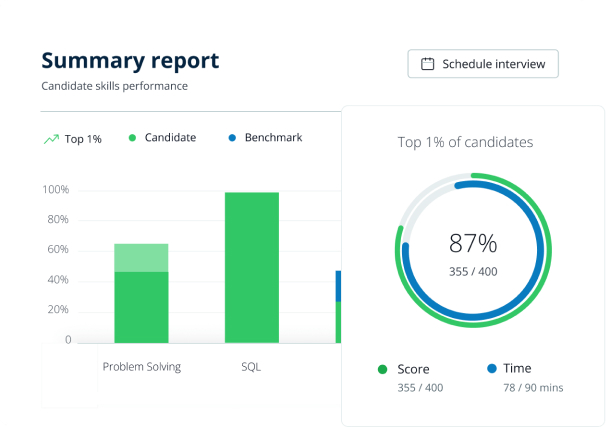 Summary report
Candidate skills performance
Schedule interview
Top 1% Candidate Benchmark
100%
80%
60%
40%
20%
0
Problem Solving SQL
Top 1% of candidates
87%
355 / 400
Score Time
355 / 400 78 / 90 mins